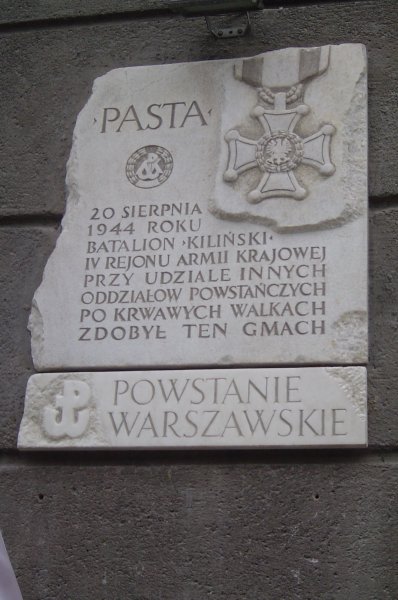 ·PASTA·
20 SIERPNIA
1944 ROKU
BATALION ·KILIŃSKI·
IV REJONU ARMII KRAJOWEJ
PRZY UDZIALE INNYCH
ODDZIAŁÓW POWSTAŃCZYCH
PO KRWAWYCH WALKACH
ZDOBYŁ TEN GMACH
POWSTANIE
WARSZAWSKIE